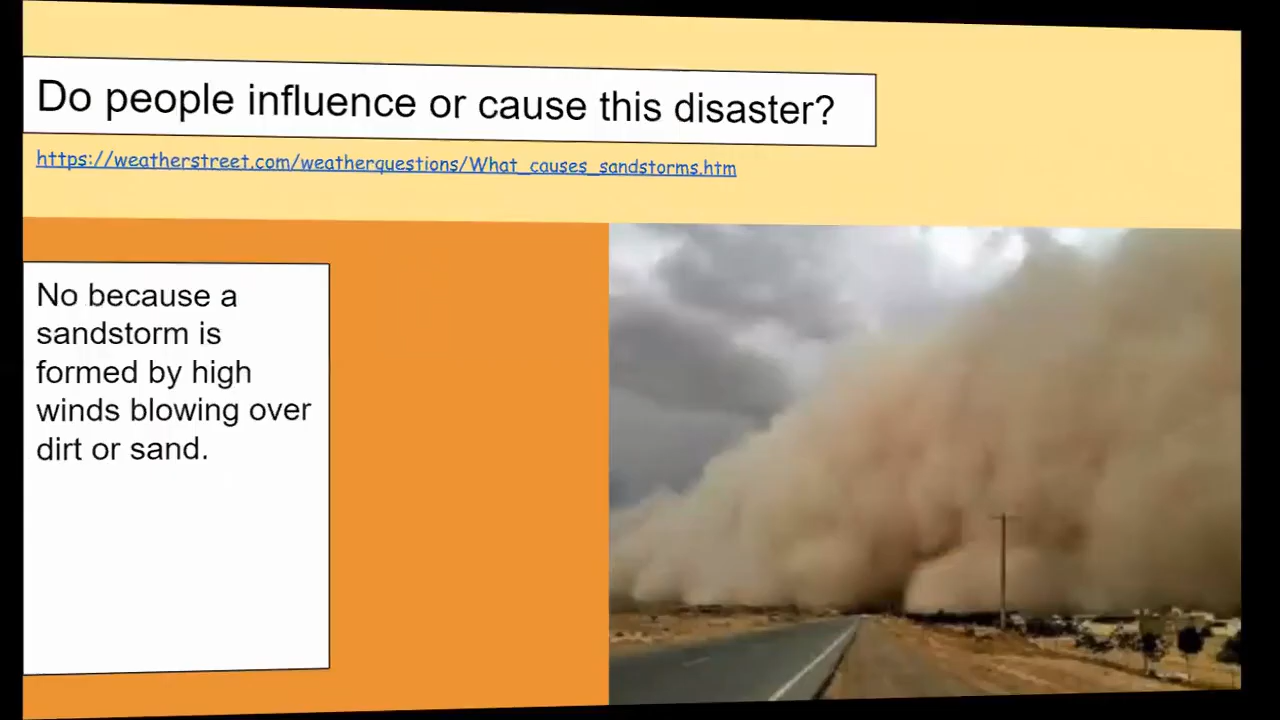 Do people influence or cause this disaster?
https://weatherstreet.com/weatherquestions/What_causes_sandstorms.htm
No because a
sandstorm is
formed by high
winds blowing over
dirt or sand.